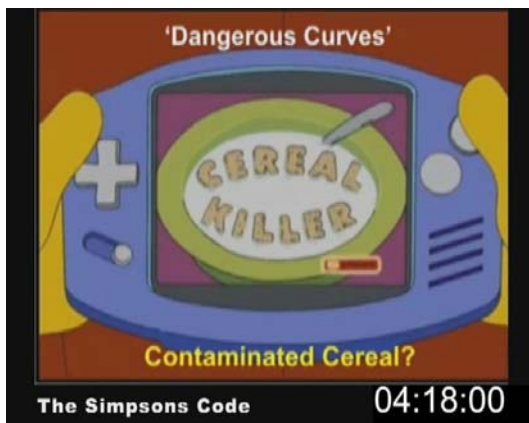 'Dangerous Curves'
CEREAL
KILLER
Contaminated Cereal?
The Simpsons Code
04:18:00